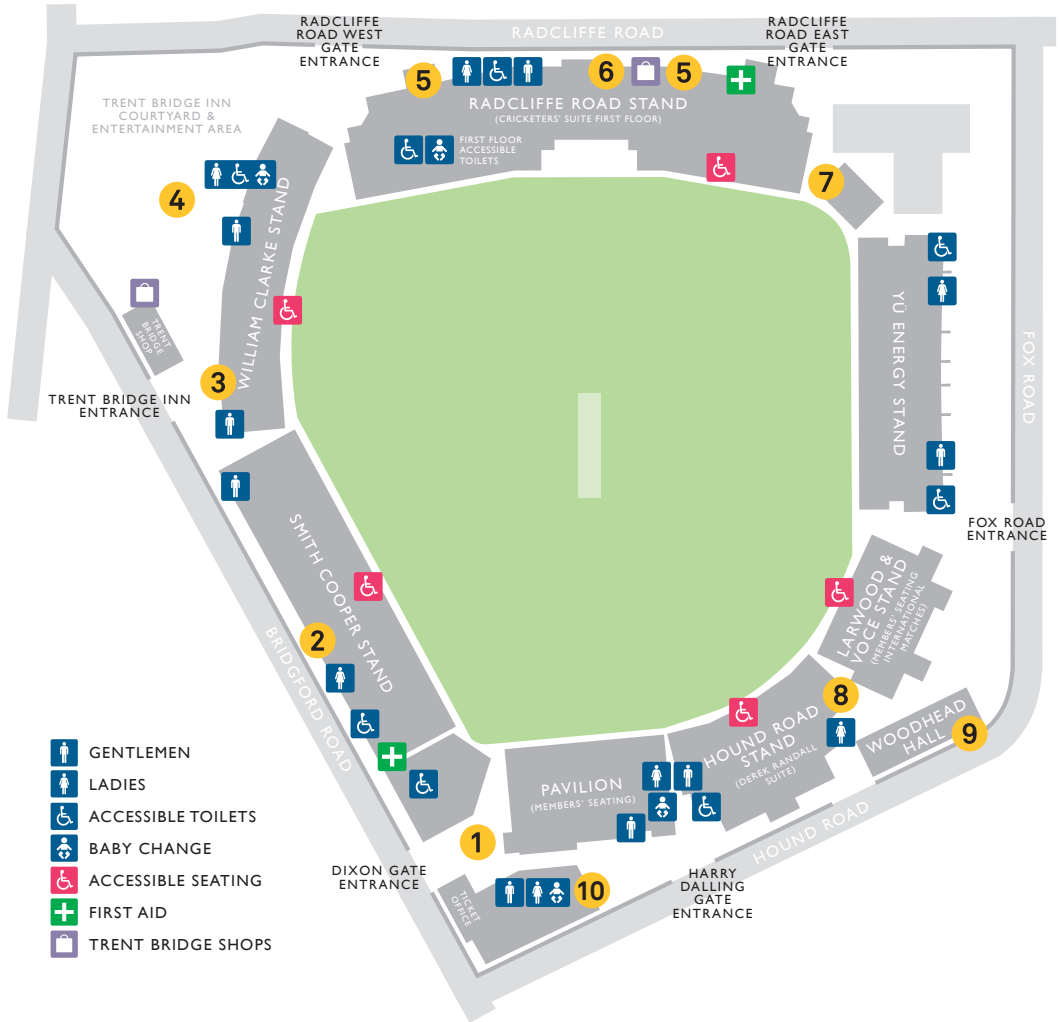 RADCLIFFE
ROAD WEST
GATE
ENTRANCE
RADCLIFFE ROAD
RADCLIFFE
ROAD EAST
GATE
ENTRANCE
5
6
5
RADCLIFFE ROAD STAND
(CRICKETERS' SUITE FIRST FLOOR)
FIRST FLOOR
ACCESSIBLE
TOILETS
TRENT BRIDGE INN
COURTYARD &
ENTERTAINMENT AREA
4
7
WILLIAM CLARKE STAND
TRENT
BRIDGE
SHOP
3
TRENT BRIDGE INN
ENTRANCE
YÜ ENERGY STAND
FOX ROAD
FOX ROAD
ENTRANCE
SMITH COOPER STAND
2
BRIDGFORD ROAD
LARWOOD &
VOCE STAND
(MEMBERS' SEATING
INTERNATIONAL
MATCHES)
8
HOUND ROAD
STAND
(DEREK RANDALL
SUITE)
WOODHEAD
HALL
9
PAVILION
(MEMBERS' SEATING)
HOUND ROAD
1
DIXON GATE
ENTRANCE
TICKET
OFFICE
10
HARRY
DALLING
GATE
ENTRANCE
GENTLEMEN
LADIES
ACCESSIBLE TOILETS
BABY CHANGE
ACCESSIBLE SEATING
FIRST AID
TRENT BRIDGE SHOPS